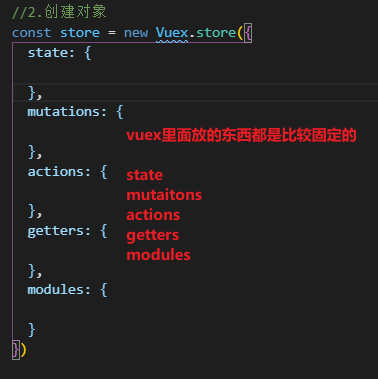 //2.创建对象
const store = new Vuex.store({
state: {
},
mutations: {
vuex里面放的东西都是比较固定的
},
actions: {
state
mutaitons
},
actions
getters: {
getters
},
modules
modules: {
}
})